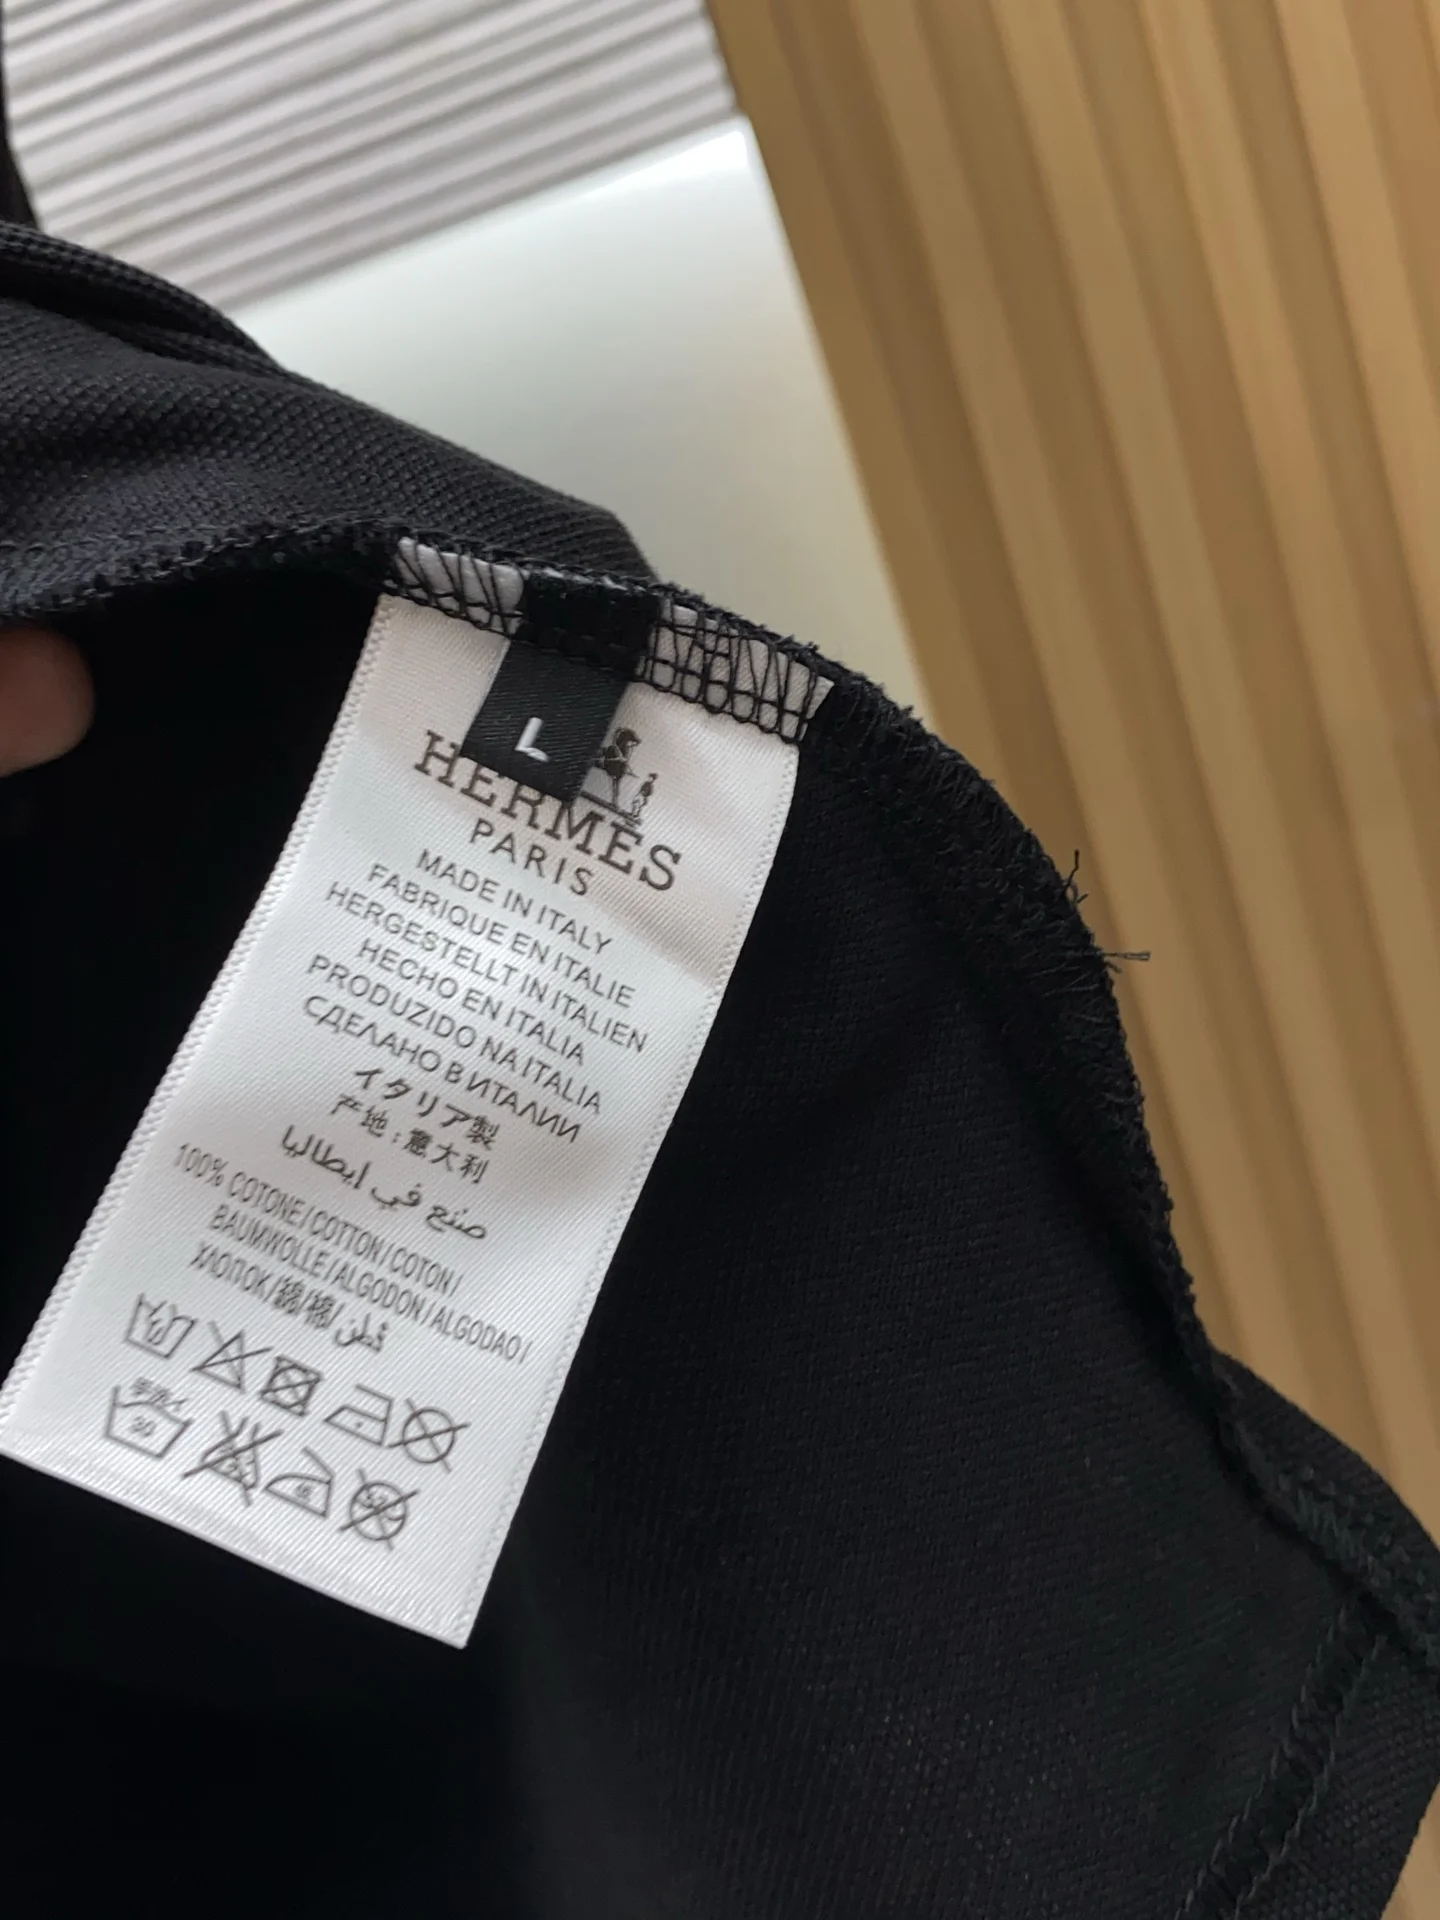 L
HERMES
PARIS
MADE IN ITALY
FABRIQUE EN ITALIE
HERGESTELLT IN ITALIEN
HECHO EN ITALIA
PRODUZIDO NA ITALIA
СДЕЛАНО В ИТАЛИИ
イタリア製
产地:意大利
صنع في ايطاليا
100% COTONE/COTTON/COTON/
BAUMWOLLE/ALGODON/ALGODAO/
ХЛОПОК/綿/棉/قطن
30